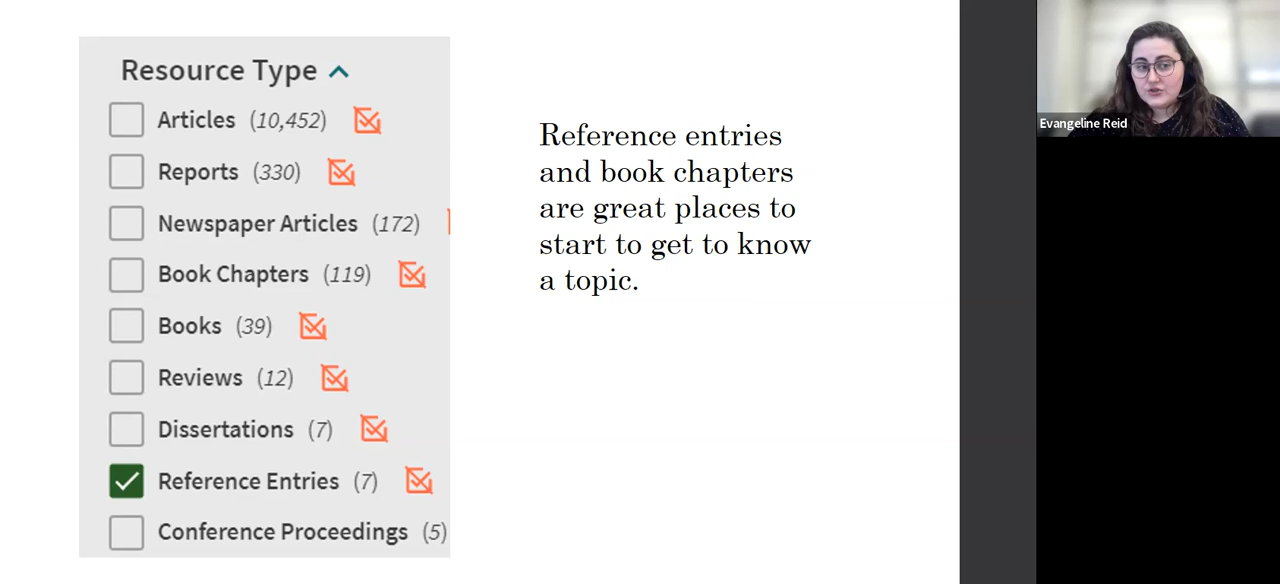 Resource Type
Articles (10,452)
Reports (330)
Newspaper Articles (172)
Book Chapters (119)
Books (39)
Reviews (12)
Dissertations (7)
Reference Entries (7)
Conference Proceedings (5)
Reference entries
and book chapters
are great places to
start to get to know
a topic.
Evangeline Reid